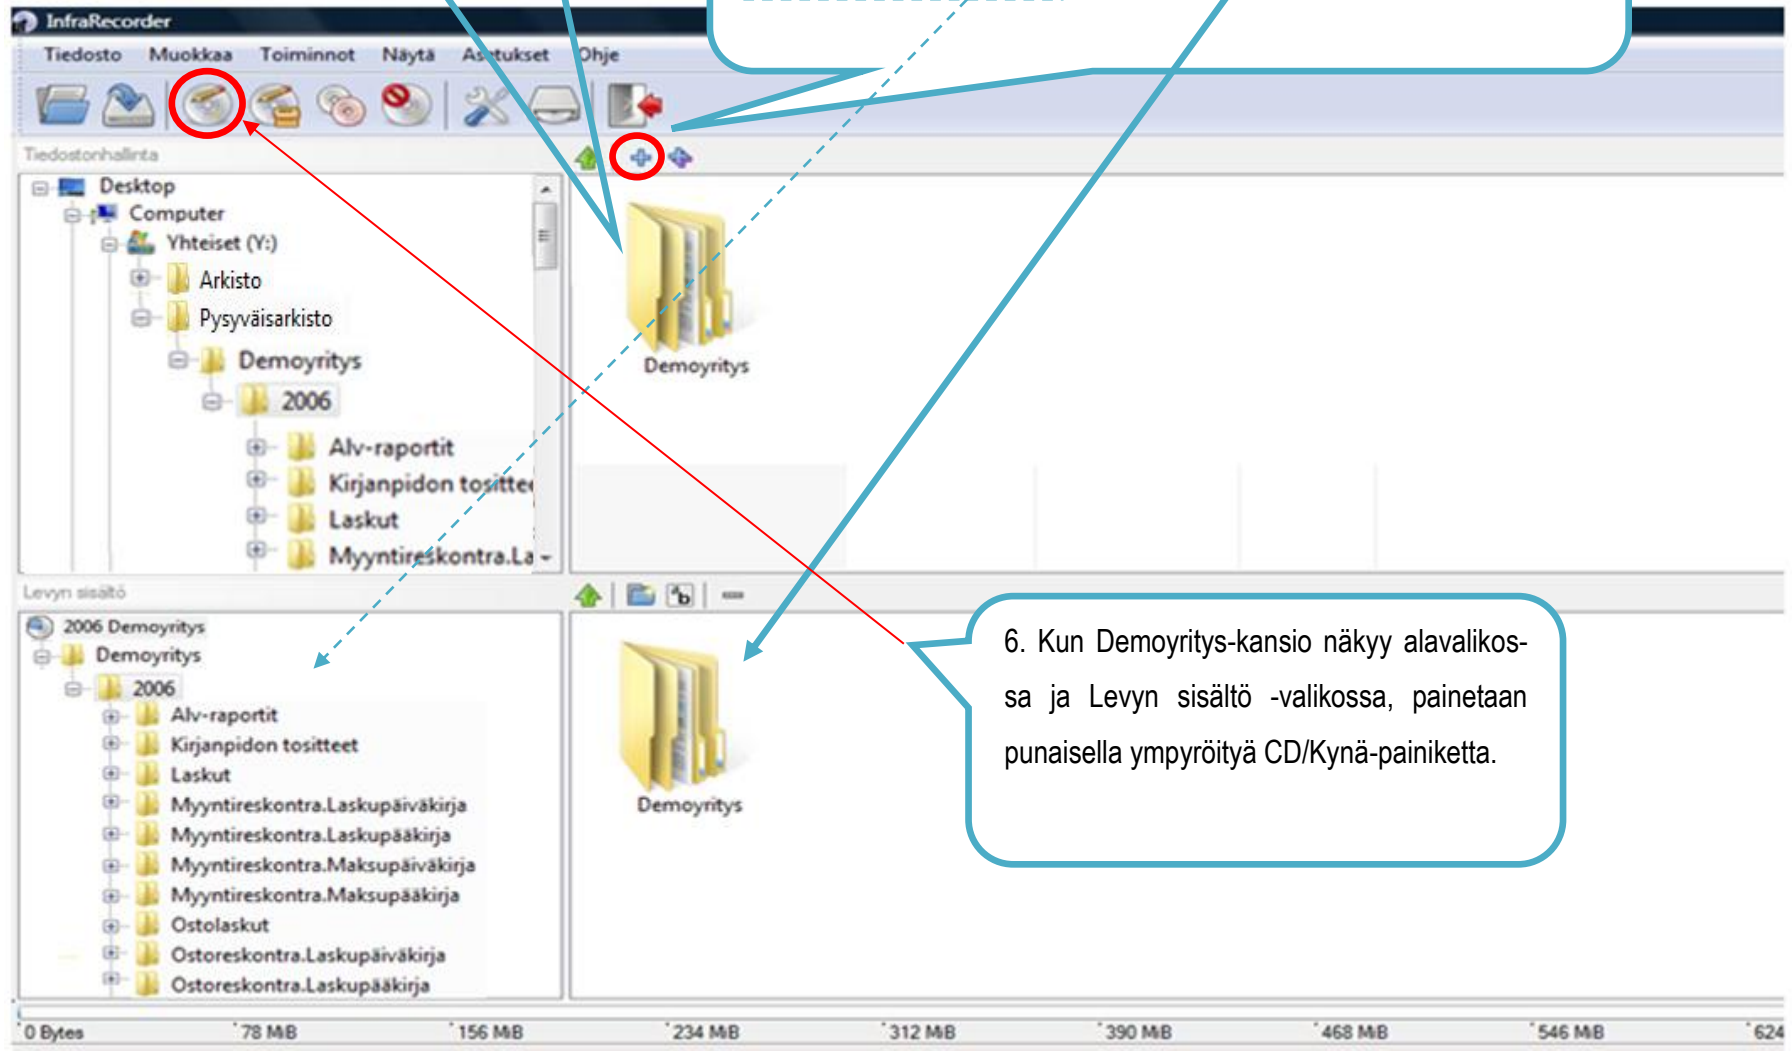 InfraRecorder
Tiedosto Muokkaa Toiminnot Näytä Asetukset Ohje
Tiedostonhallinta
Desktop
Computer
Yhteiset (Y:)
Arkisto
Pysyväisarkisto
Demoyritys
2006
Alv-raportit
Kirjanpidon tosittee
Laskut
Myyntireskontra.La
Demoyritys
Levyn sisältö
2006 Demoyritys
Demoyritys
2006
Alv-raportit
Kirjanpidon tositteet
Laskut
Myyntireskontra.Laskupäiväkirja
Myyntireskontra.Laskupääkirja
Myyntireskontra.Maksupäiväkirja
Myyntireskontra.Maksupääkirja
Ostolaskut
Ostoreskontra.Laskupäiväkirja
Ostoreskontra.Laskupääkirja
Demoyritys
6. Kun Demoyritys-kansio näkyy alavalikos-
sa ja Levyn sisältö -valikossa, painetaan
punaisella ympyröityä CD/Kynä-painiketta.
0 Bytes 78 MiB 156 MiB 234 MiB 312 MiB 390 MiB 468 MiB 546 MiB 624